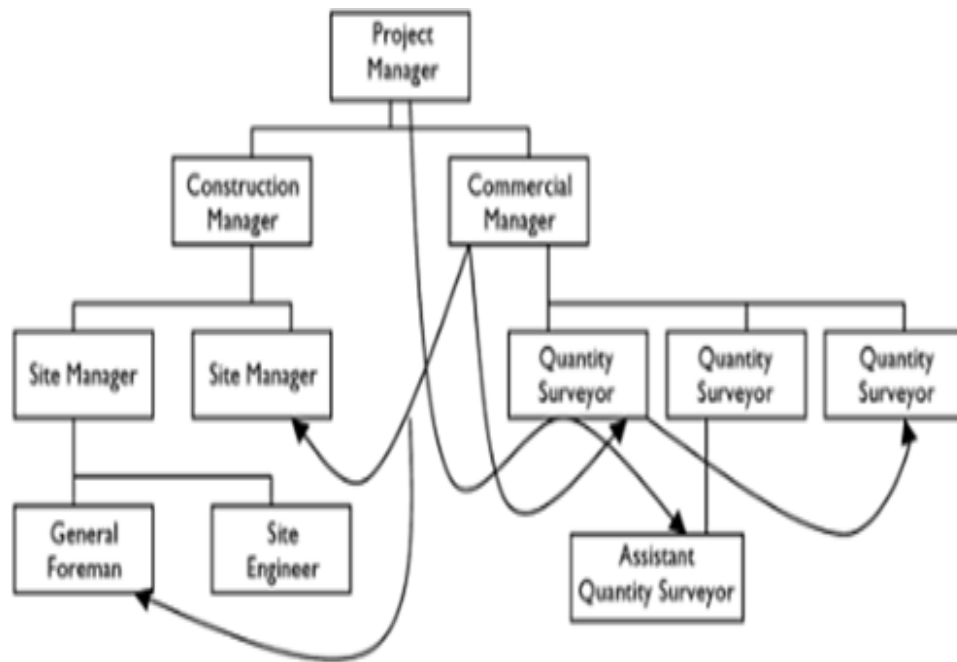 Project
Manager
Construction
Manager
Commercial
Manager
Site Manager
Site Manager
Quantity
Surveyor
Quantity
Surveyor
Quantity
Surveyor
General
Foreman
Site
Engineer
Assistant
Quantity Surveyor